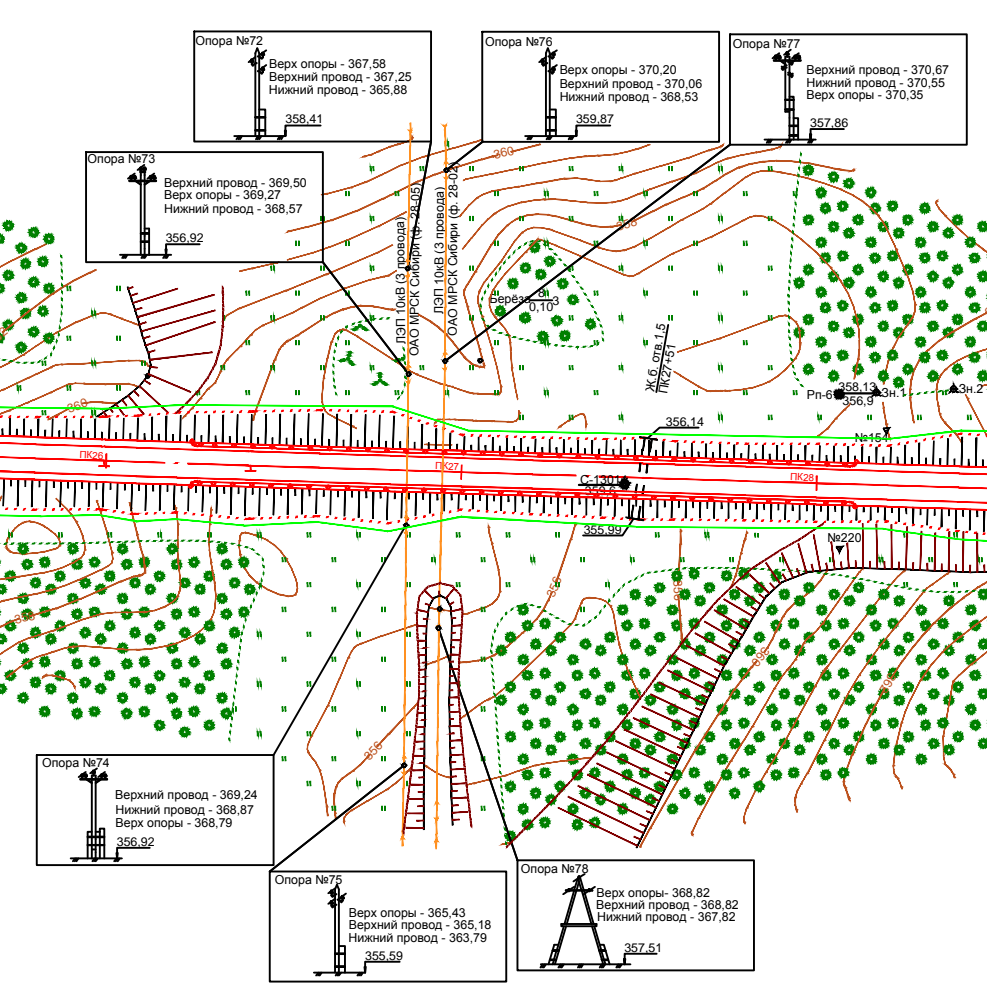 Опора №72
Верх опоры - 367,58
Верхний провод - 367,25
Нижний провод - 365,88
358,41
Опора №76
Верх опоры - 370,20
Верхний провод - 370,06
Нижний провод - 368,53
359,87
Опора №77
Верхний провод - 370,67
Нижний провод - 370,55
Верх опоры - 370,35
357,86
Опора №73
Верхний провод - 369,50
Верх опоры - 369,27
Нижний провод - 368,57
356,92
360
ЛЭП 10кВ (3 провода)
ОАО МРСК Сибири (ф. 28-05)
ЛЭП 10кВ (3 провода)
ОАО МРСК Сибири (ф. 28-02)
358
Берёза
8
0,10
3
Ж.б. отв. 1,5
ПК27+51
Рп-6
358,13
356,9
Зн.1
Зн.2
№154
360
356,14
ПК26
ПК27
ПК28
С-1301
355,99
№220
356
358
356
Опора №74
Верхний провод - 369,24
Нижний провод - 368,87
Верх опоры - 368,79
356,92
Опора №75
Верх опоры - 365,43
Верхний провод - 365,18
Нижний провод - 363,79
355,59
Опора №78
Верх опоры- 368,82
Верхний провод - 368,82
Нижний провод - 367,82
357,51